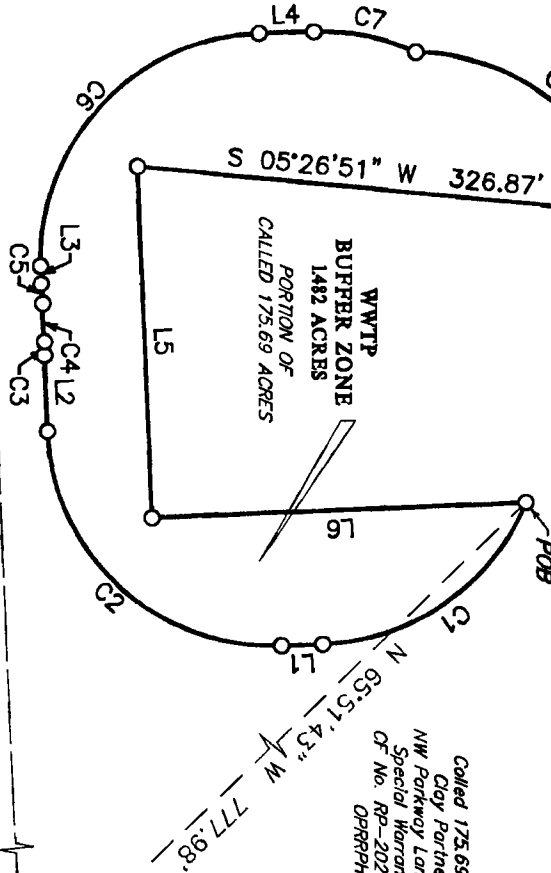 L4
C7
C6
S 05°26'51" W 326.87'
L3
C5
C4
C3
L2
L5
WWTP
BUFFER ZONE
1.482 ACRES
PORTION OF
CALLED 175.69 ACRES
L6
POB
C1
C2
L1
N 65°51'43" W 777.98'
Called 175.69
Clay Partne
NW Parkway Lan
Special Warran
CF No. RP-202
OPRRPH